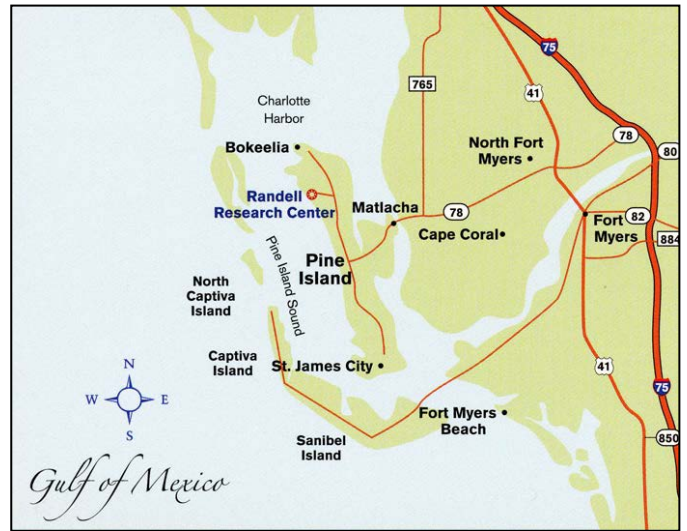 75
41
765
Charlotte
Harbor
78
80
Bokeelia
North Fort
Myers
Randell
Research Center
Matlacha
78
82
Fort
Myers
Cape Coral
884
Pine
Island
Pine Island Sound
North
Captiva
Island
Captiva
Island
St. James City
41
75
N
W
E
S
Fort Myers
Beach
Sanibel
Island
850
Gulf of Mexico